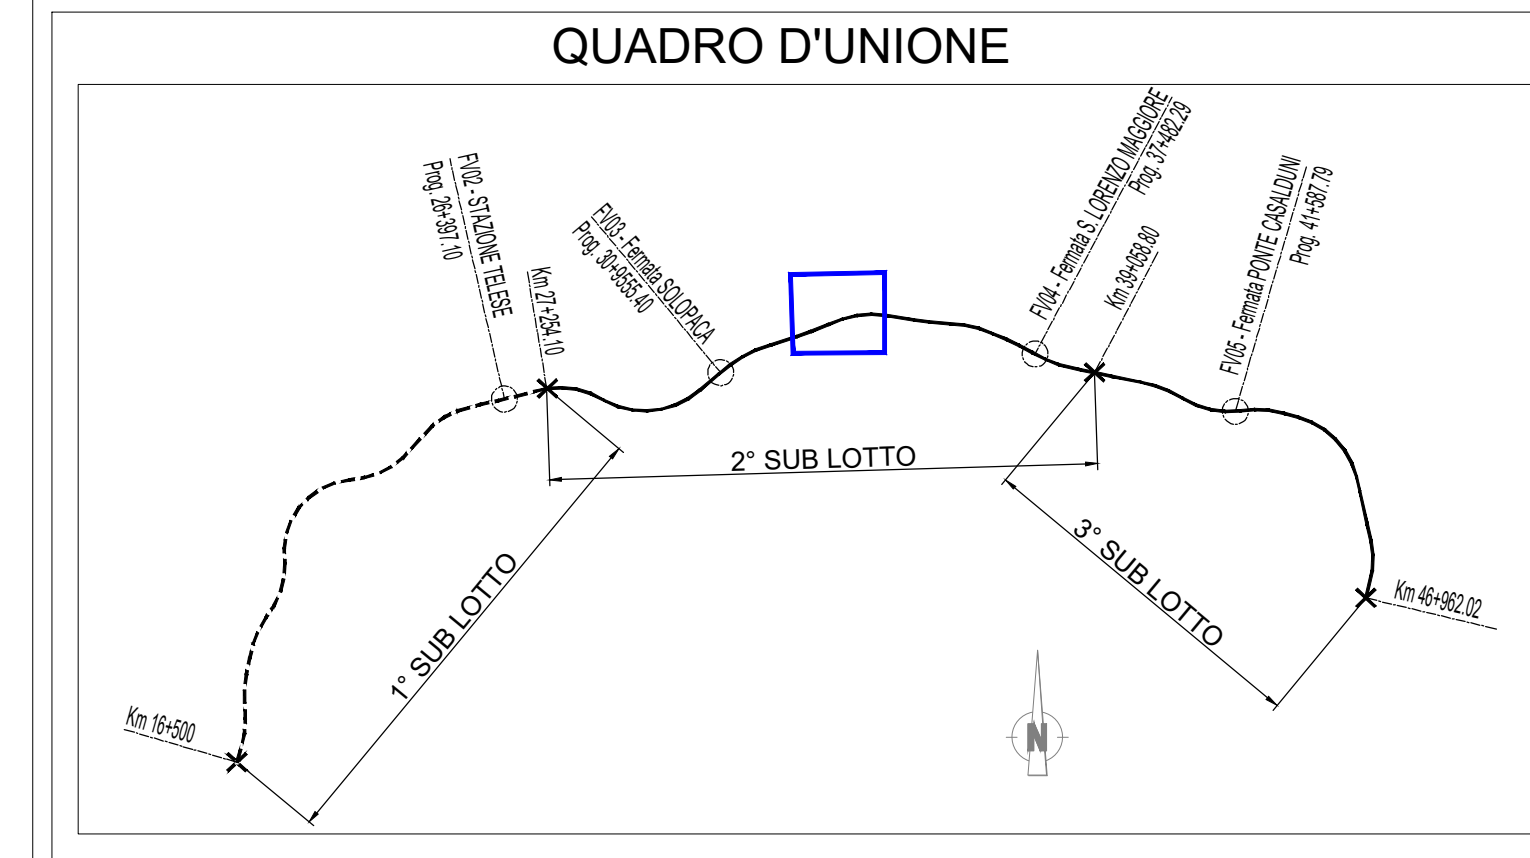 QUADRO D'UNIONE
FV02 - STAZIONE TELESE
Prog. 26+397.10
Km 27+254.10
FV03 - Fermata SOLOPACA
Prog. 30+9555.40
FV04 - Fermata S. LORENZO MAGGIORE
Prog. 37+482.29
Km 39+058.80
FV05 - Fermata PONTE CASALDUNI
Prog. 41+587.79
2° SUB LOTTO
1° SUB LOTTO
3° SUB LOTTO
Km 46+962.02
Km 16+500
N